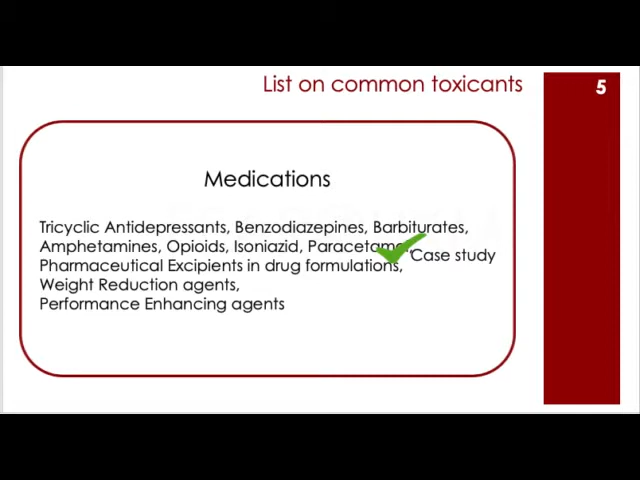 List on common toxicants
5
Medications
Tricyclic Antidepressants, Benzodiazepines, Barbiturates,
Amphetamines, Opioids, Isoniazid,
Pharmaceutical Excipients in drug formulations,
Case study
Weight Reduction agents,
Performance Enhancing agents